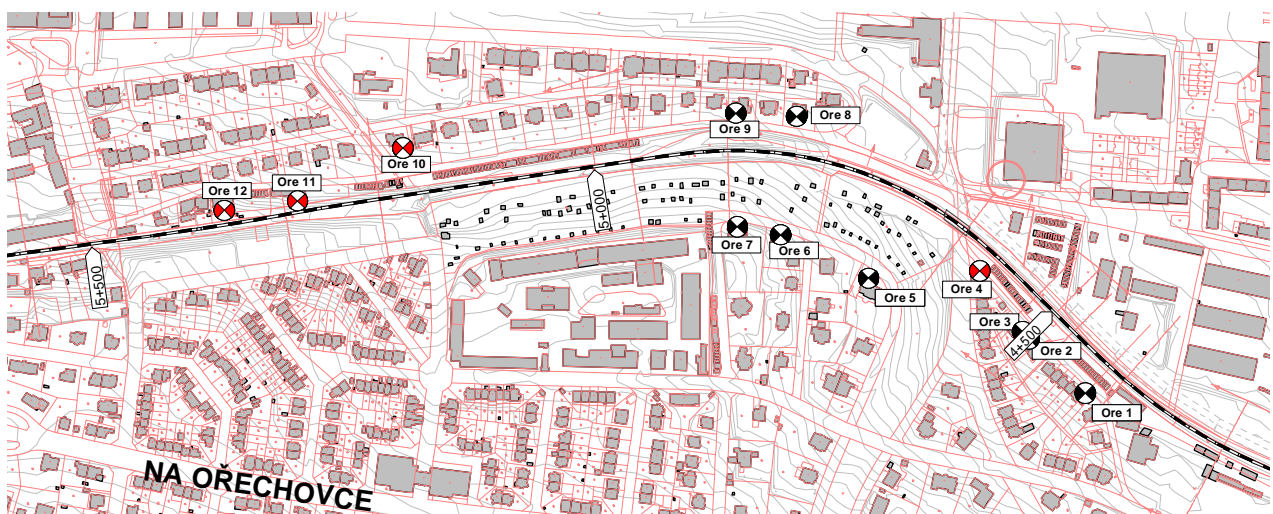 Ore 9
Ore 8
Ore 10
Ore 11
Ore 12
5+000
Ore 7
Ore 6
5+500
Ore 5
Ore 4
Ore 3
4+500
Ore 2
Ore 1
NA OŘECHOVCE